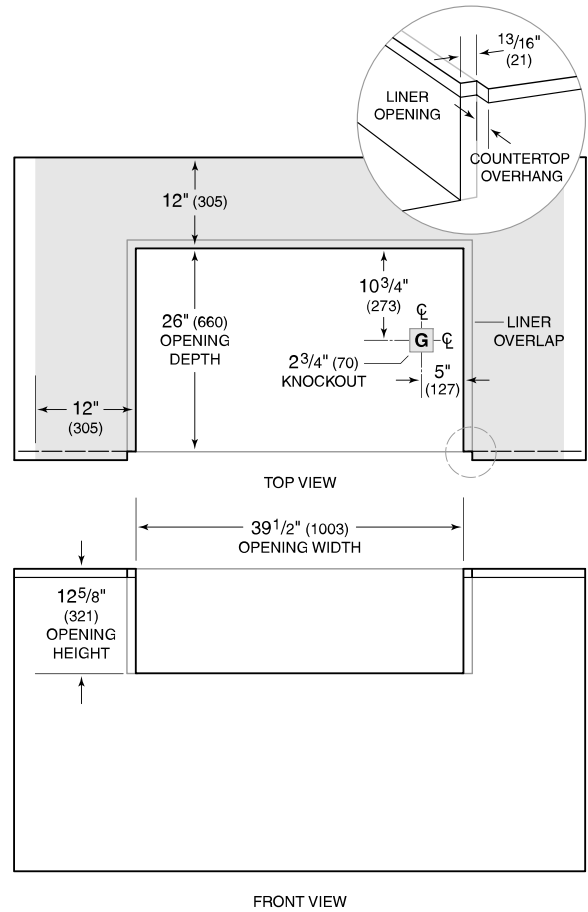 13/16"
(21)
LINER
OPENING
COUNTERTOP
OVERHANG
12" (305)
26" (660)
OPENING
DEPTH
10 3/4"
(273)
℄
G ℄
LINER
OVERLAP
2 3/4" (70)
KNOCKOUT
5"
(127)
12"
(305)
TOP VIEW
39 1/2" (1003)
OPENING WIDTH
12 5/8"
(321)
OPENING
HEIGHT
FRONT VIEW